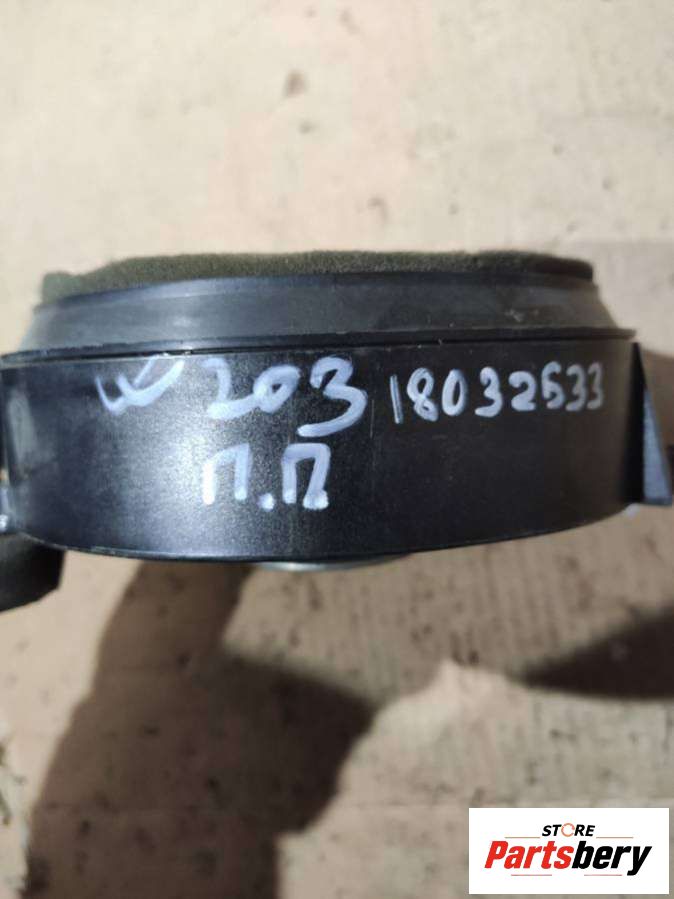 W203 18032633
П.П
STORE
Partsbery